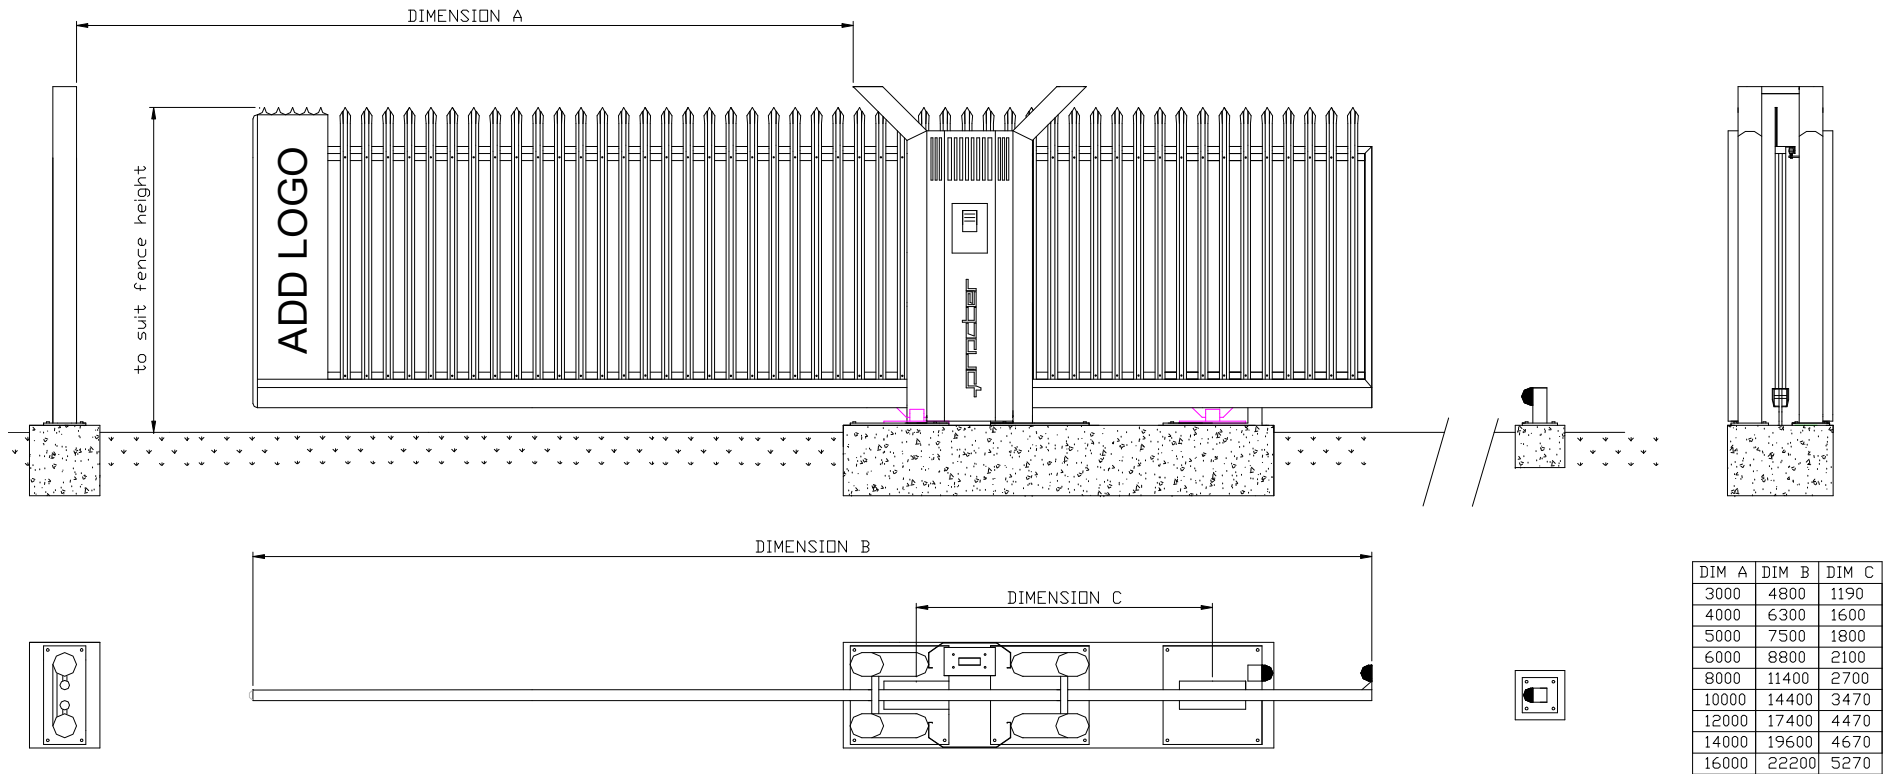 DIMENSION A
to suit fence height
ADD LOGO
DIMENSION B
DIMENSION C
DIM A DIM B DIM C
3000 4800 1190
4000 6300 1600
5000 7500 1800
6000 8800 2100
8000 11400 2700
10000 14400 3470
12000 17400 4470
14000 19600 4670
16000 22200 5270